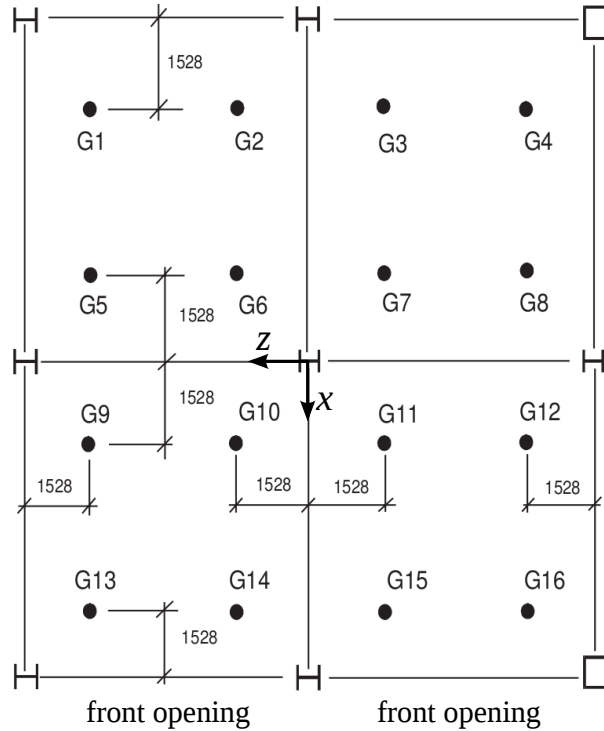 1528
G1 G2 G3 G4
G5 G6 G7 G8
1528
z
x
1528
G9 G10 G11 G12
1528 1528 1528 1528
G13 G14 G15 G16
1528
front opening front opening